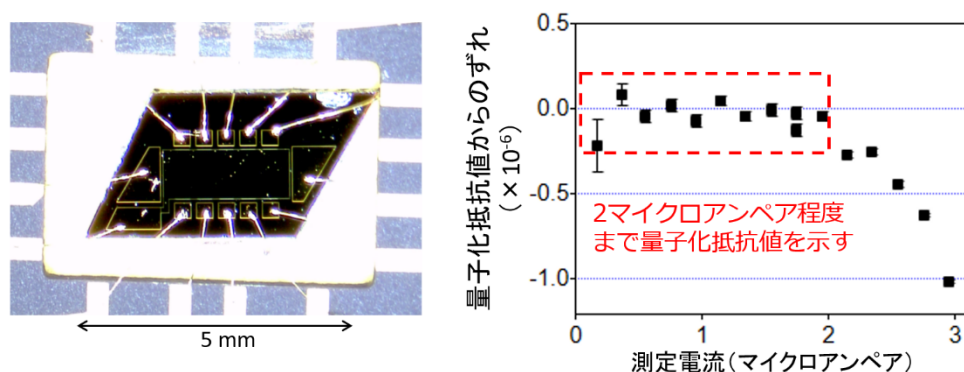 5 mm
量子化抵抗値からのずれ
(×10⁻⁶)
0.5
0.0
-0.5
-1.0
2マイクロアンペア程度
まで量子化抵抗値を示す
0
1
2
3
測定電流(マイクロアンペア)